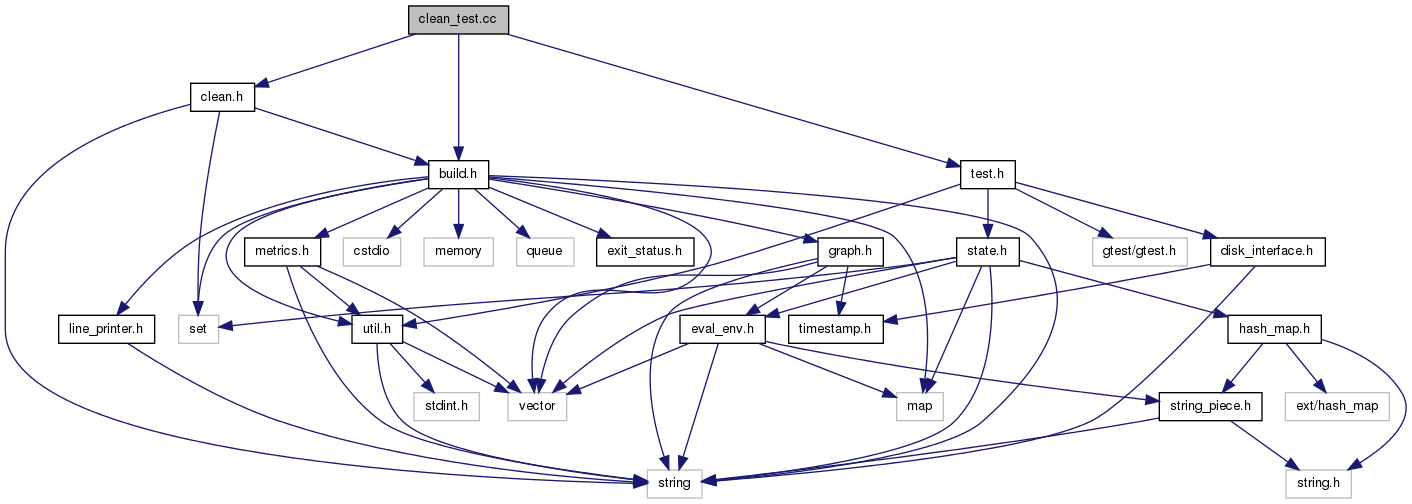 clean_test.cc
clean.h
build.h
test.h
metrics.h
cstdio
memory
queue
exit_status.h
graph.h
state.h
gtest/gtest.h
disk_interface.h
line_printer.h
set
util.h
eval_env.h
timestamp.h
hash_map.h
stdint.h
vector
map
string_piece.h
ext/hash_map
string
string.h